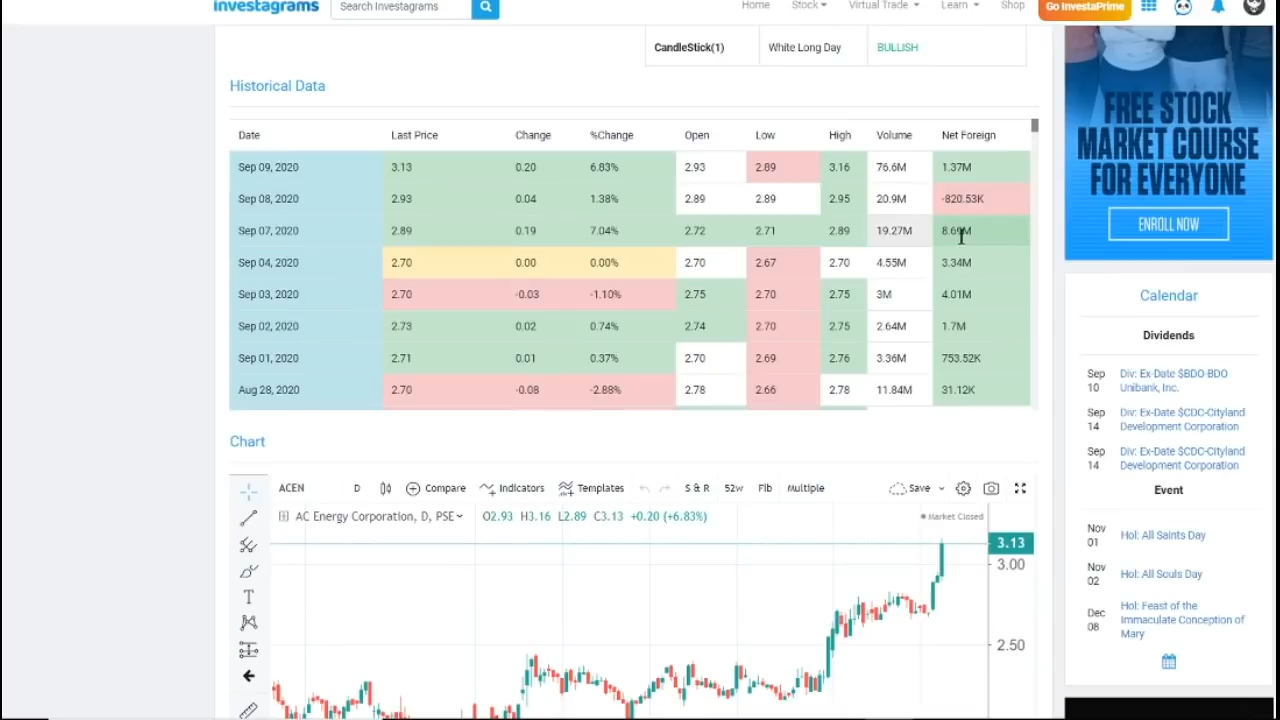 Investagrams Search Investagrams Home Stock Virtual Trade Learn Shop Go InvestaPrime
CandleStick(1) White Long Day BULLISH
Historical Data
Date Last Price Change %Change Open Low High Volume Net Foreign
Sep 09, 2020 3.13 0.20 6.83% 2.93 2.89 3.16 76.6M 1.37M
Sep 08, 2020 2.93 0.04 1.38% 2.89 2.89 2.95 20.9M -820.53K
Sep 07, 2020 2.89 0.19 7.04% 2.72 2.71 2.89 19.27M
Sep 04, 2020 2.70 0.00 0.00% 2.70 2.67 2.70 4.55M 3.34M
Sep 03, 2020 2.70 -0.03 -1.10% 2.75 2.70 2.75 3M 4.01M
Sep 02, 2020 2.73 0.02 0.74% 2.74 2.70 2.75 2.64M 1.7M
Sep 01, 2020 2.71 0.01 0.37% 2.70 2.69 2.76 3.36M 753.52K
Aug 28, 2020 2.70 -0.08 -2.88% 2.78 2.66 2.78 11.84M 31.12K
Chart
ACEN D Compare Indicators Templates S & R 52w Fib Multiple Save
AC Energy Corporation, D, PSE O2.93 H3.16 L2.89 C3.13 +0.20 (+6.83%) Market Closed
3.13
3.00
2.50
T
FREE STOCK
MARKET COURSE
FOR EVERYONE
ENROLL NOW
Calendar
Dividends
Sep 10 Div: Ex-Date $BDO-BDO
Unibank, Inc.
Sep 14 Div: Ex-Date $CDC-Cityland
Development Corporation
Sep 14 Div: Ex-Date $CDC-Cityland
Development Corporation
Event
Nov 01 Hol: All Saints Day
Nov 02 Hol: All Souls Day
Dec 08 Hol: Feast of the
Immaculate Conception of
Mary